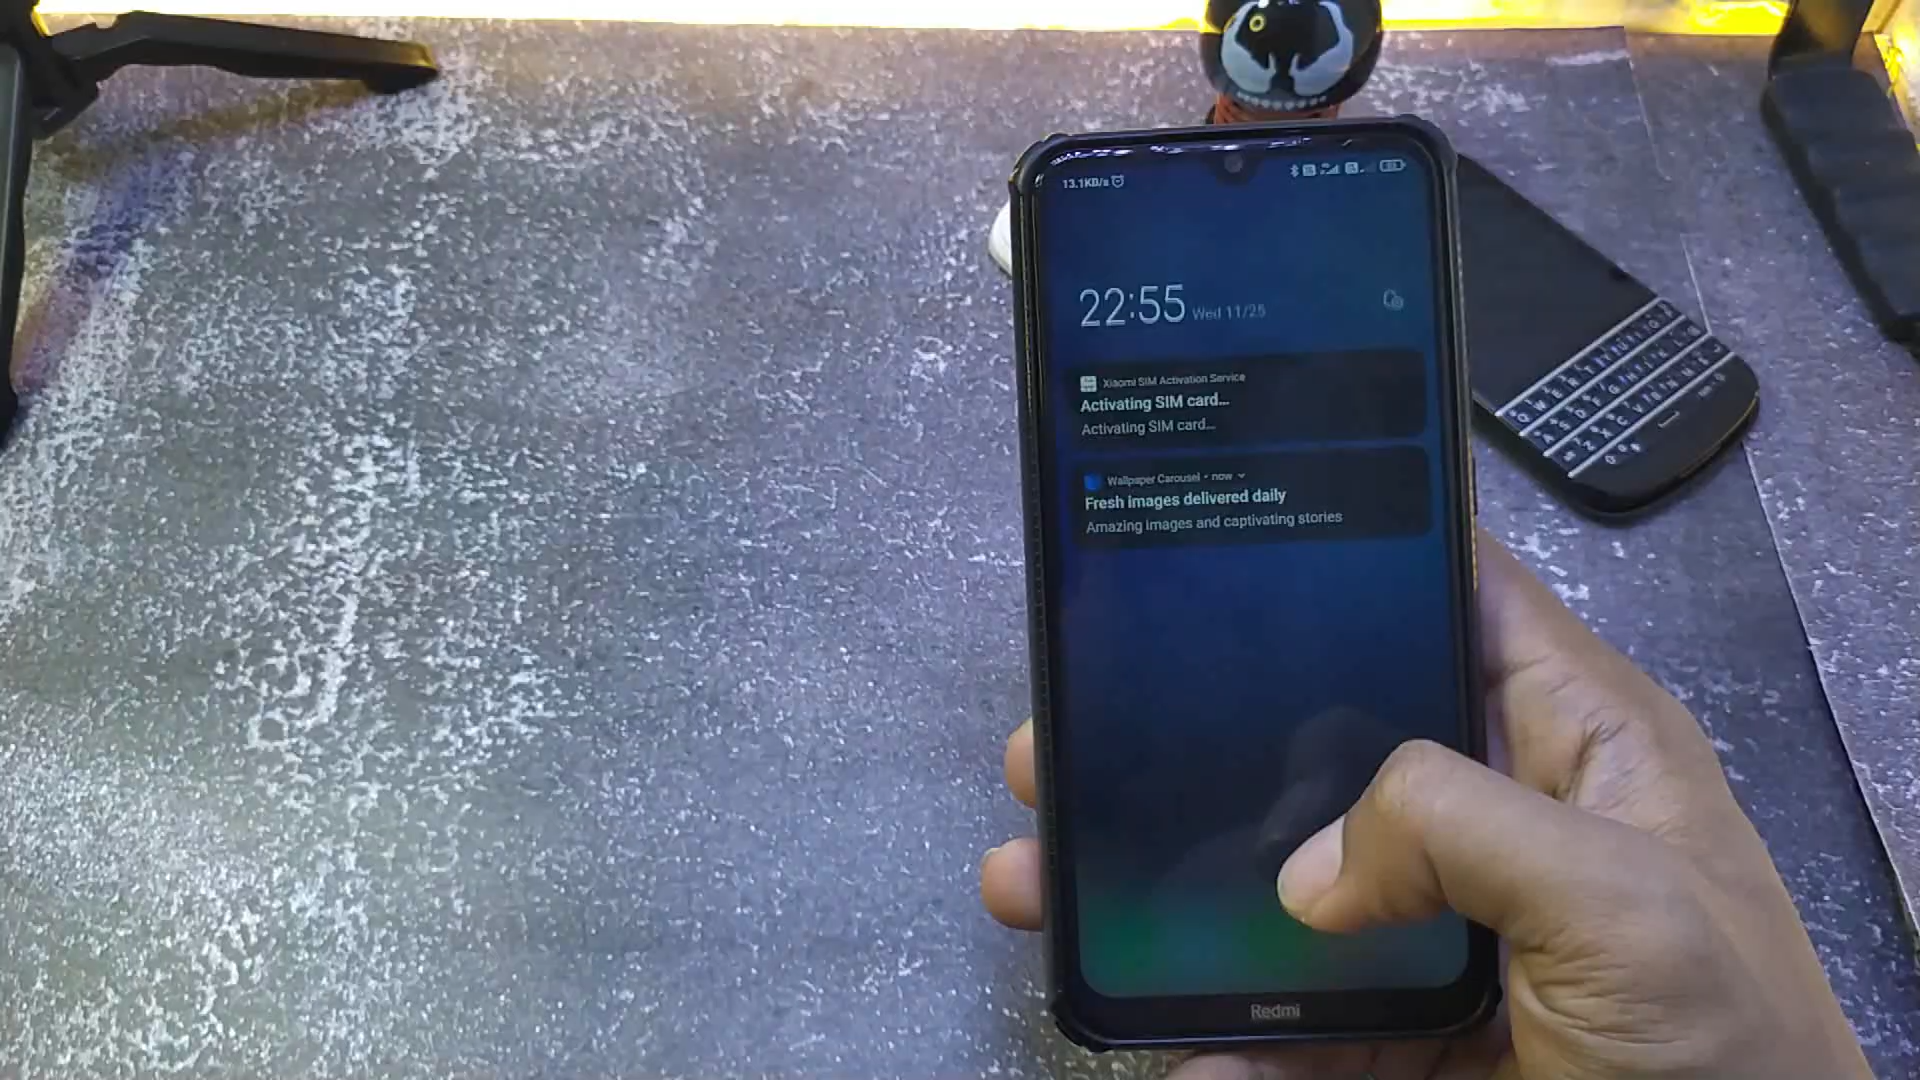 13.1KB/s
22:55 Wed 11/25
Xiaomi SIM Activation Service
Activating SIM card...
Activating SIM card...
Wallpaper Carousel • now
Fresh images delivered daily
Amazing images and captivating stories
Redmi